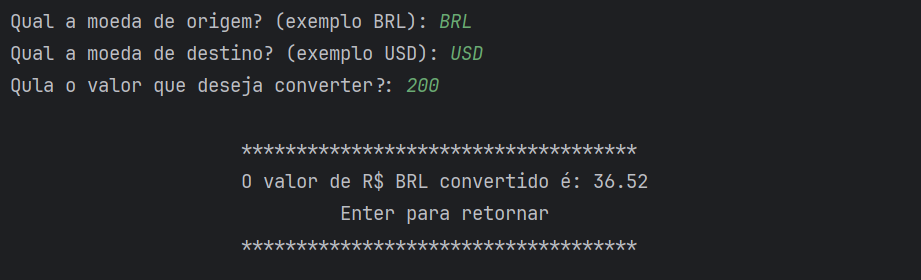 Qual a moeda de origem? (exemplo BRL): BRL
Qual a moeda de destino? (exemplo USD): USD
Qula o valor que deseja converter?: 200
************************************
O valor de R$ BRL convertido é: 36.52
Enter para retornar
************************************